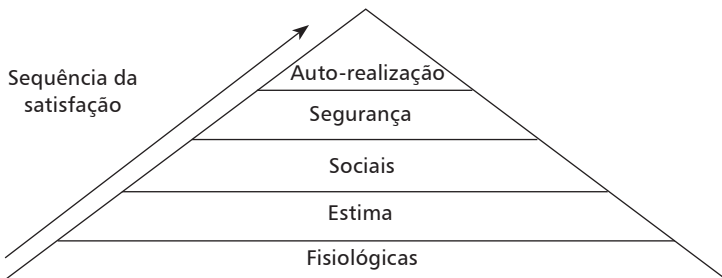 Sequência da
satisfação
Auto-realização
Segurança
Sociais
Estima
Fisiológicas